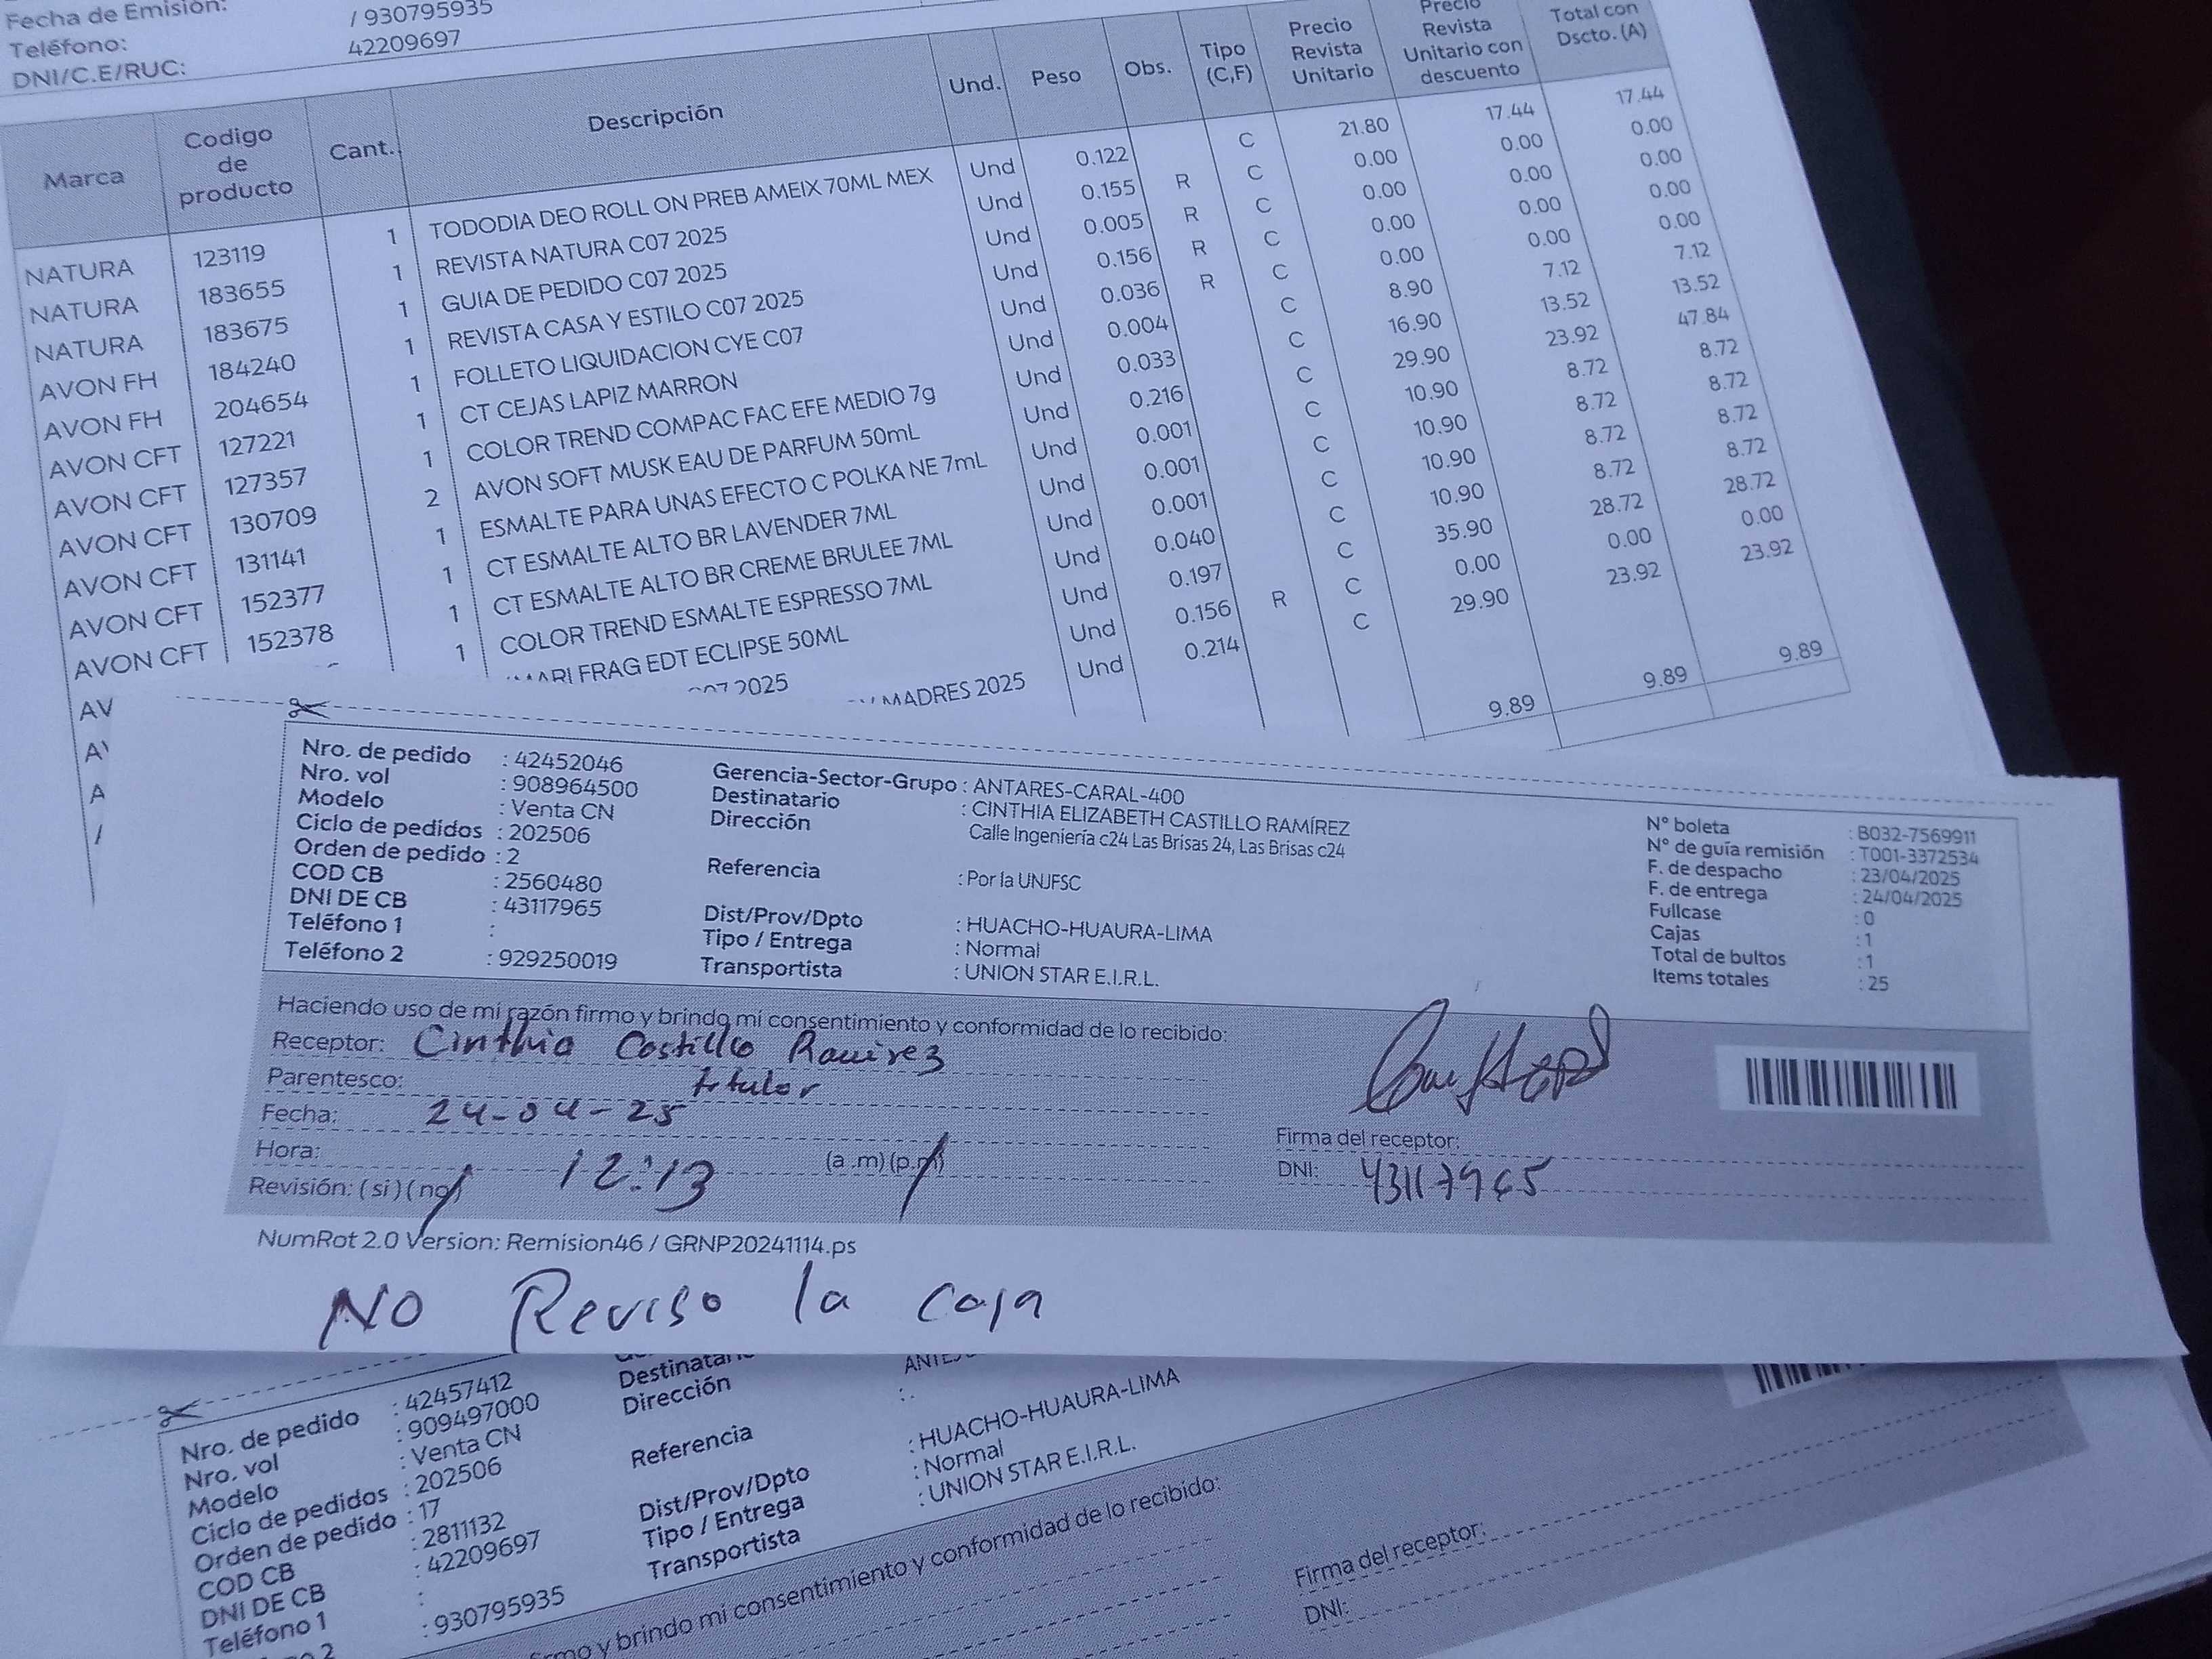 Fecha de Emisión:
Teléfono: / 930795935
DNI/C.E/RUC: 42209697
Marca Codigo de producto Cant. Descripción Und. Peso Obs. Tipo (C,F) Precio Revista Unitario Precio Revista Unitario con descuento Total con Dscto. (A)
NATURA 123119 1 TODODIA DEO ROLL ON PREB AMEIX 70ML MEX Und 0.122 C 21.80 17.44 17.44
NATURA 183655 1 REVISTA NATURA C07 2025 Und 0.155 R C 0.00 0.00 0.00
NATURA 183675 1 GUIA DE PEDIDO C07 2025 Und 0.005 R C 0.00 0.00 0.00
AVON FH 184240 1 REVISTA CASA Y ESTILO C07 2025 Und 0.156 R C 0.00 0.00 0.00
AVON FH 204654 1 FOLLETO LIQUIDACION CYE C07 Und 0.036 R C 0.00 0.00 0.00
AVON CFT 127221 1 CT CEJAS LAPIZ MARRON Und 0.004 C 8.90 7.12 7.12
AVON CFT 127357 1 COLOR TREND COMPAC FAC EFE MEDIO 7g Und 0.033 C 16.90 13.52 13.52
AVON CFT 130709 2 AVON SOFT MUSK EAU DE PARFUM 50mL Und 0.216 C 29.90 23.92 47.84
AVON CFT 131141 1 ESMALTE PARA UNAS EFECTO C POLKA NE 7mL Und 0.001 C 10.90 8.72 8.72
AVON CFT 152377 1 CT ESMALTE ALTO BR LAVENDER 7ML Und 0.001 C 10.90 8.72 8.72
AVON CFT 152378 1 CT ESMALTE ALTO BR CREME BRULEE 7ML Und 0.001 C 10.90 8.72 8.72
AV 1 COLOR TREND ESMALTE ESPRESSO 7ML Und 0.040 C 10.90 8.72 8.72
FRAG EDT ECLIPSE 50ML Und 0.197 C 35.90 28.72 28.72
2025 Und 0.156 R C 0.00 0.00 0.00
MADRES 2025 Und 0.214 C 29.90 23.92 23.92
9.89 9.89 9.89
Nro. de pedido : 42452046
Nro. vol : 908964500
Modelo : Venta CN
Ciclo de pedidos : 202506
Orden de pedido : 2
COD CB : 2560480
DNI DE CB : 43117965
Teléfono 1 :
Teléfono 2 : 929250019
Gerencia-Sector-Grupo : ANTARES-CARAL-400
Destinatario : CINTHIA ELIZABETH CASTILLO RAMÍREZ
Dirección Calle Ingeniería c24 Las Brisas 24, Las Brisas c24
Referencia : Por la UNJFSC
Dist/Prov/Dpto : HUACHO-HUAURA-LIMA
Tipo / Entrega : Normal
Transportista : UNION STAR E.I.R.L.
N° boleta : B032-7569911
N° de guía remisión : T001-3372534
F. de despacho : 23/04/2025
F. de entrega : 24/04/2025
Fullcase : 0
Cajas : 1
Total de bultos : 1
Items totales : 25
Haciendo uso de mi razón firmo y brindo mi consentimiento y conformidad de lo recibido:
Receptor: Cinthia Castillo Ramirez
Parentesco: titular
Fecha: 24-04-25
Hora: 12:13 (a .m) (p.m)
Revisión: ( si ) ( no )
Firma del receptor:
DNI: 43117965
NumRot 2.0 Version: Remision46 / GRNP20241114.ps
No Reviso la caja
Nro. de pedido : 42457412
Nro. vol : 909497000
Modelo : Venta CN
Ciclo de pedidos : 202506
Orden de pedido : 17
COD CB : 2811132
DNI DE CB : 42209697
Teléfono 1 :
2 : 930795935
Destinatario
Dirección :.
Referencia
Dist/Prov/Dpto : HUACHO-HUAURA-LIMA
Tipo / Entrega : Normal
Transportista : UNION STAR E.I.R.L.
y brindo mi consentimiento y conformidad de lo recibido:
Firma del receptor:
DNI: